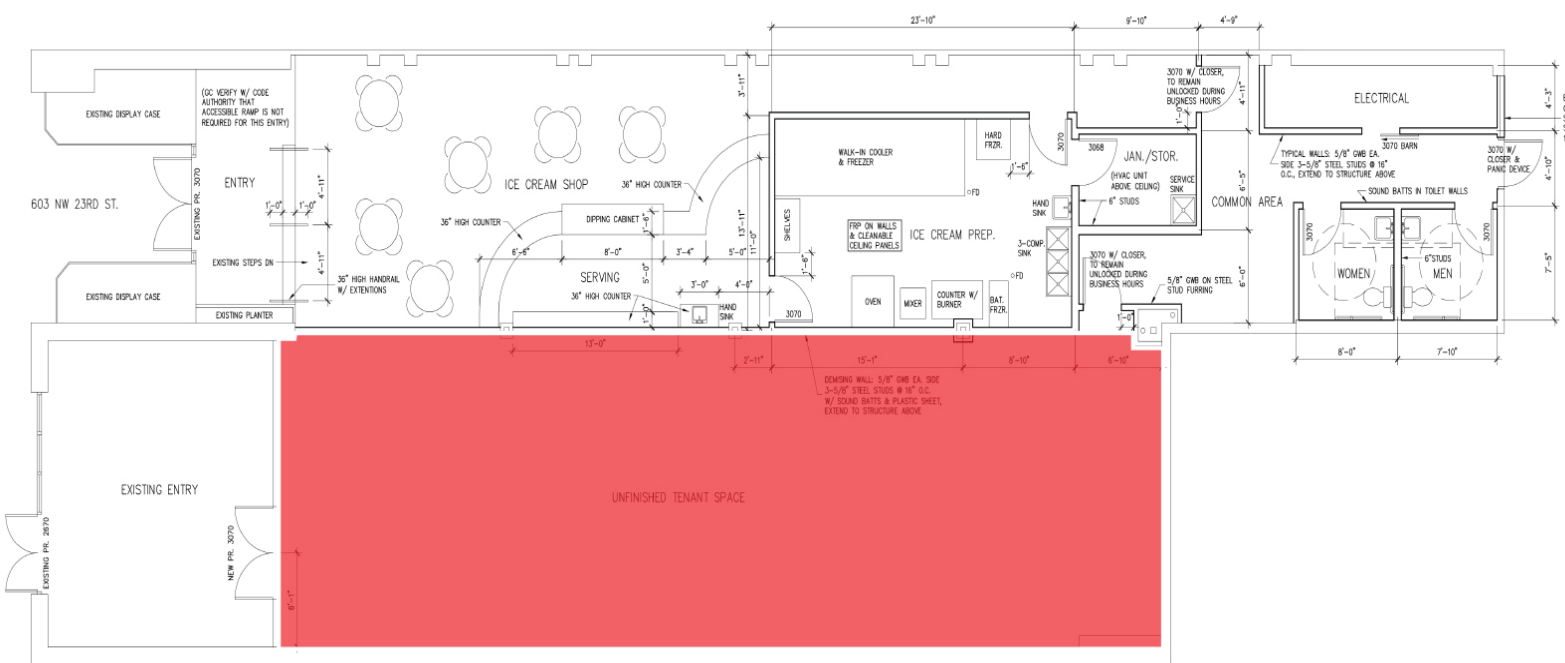 23'-10"
9'-10"
4'-9"
EXISTING DISPLAY CASE
(GC VERIFY W/ CODE
AUTHORITY THAT
ACCESSIBLE RAMP IS NOT
REQUIRED FOR THIS ENTRY)
ENTRY
603 NW 23RD ST.
EXISTING PR. 3070
4'-11"
1'-0"
1'-0"
4'-11"
EXISTING STEPS DN
36" HIGH HANDRAIL
W/ EXTENTIONS
EXISTING DISPLAY CASE
EXISTING PLANTER
ICE CREAM SHOP
36" HIGH COUNTER
36" HIGH COUNTER
DIPPING CABINET
1'-6"
6'-6"
8'-0"
3'-4"
5'-0"
SERVING
36" HIGH COUNTER
5'-0"
3'-0"
4'-0"
1'-0"
HAND
SINK
13'-0"
3'-11"
13'-11"
11'-0"
WALK-IN COOLER
& FREEZER
HARD
FRZR.
1'-6"
3070
FD
SHELVES
FRP ON WALLS
& CLEANABLE
CEILING PANELS
ICE CREAM PREP.
1'-6"
HAND
SINK
3-COMP.
SINK
FD
OVEN
MIXER
COUNTER W/
BURNER
BAT.
FRZR.
3070
3070 W/ CLOSER,
TO REMAIN
UNLOCKED DURING
BUSINESS HOURS
1'-0"
4'-11"
3068
JAN./STOR.
(HVAC UNIT
ABOVE CEILING)
SERVICE
SINK
6" STUDS
6'-5"
COMMON AREA
3070 W/ CLOSER,
TO REMAIN
UNLOCKED DURING
BUSINESS HOURS
5/8" GWB ON STEEL
STUD FURRING
1'-0"
6'-0"
ELECTRICAL
4'-3"
3070 BARN
TYPICAL WALLS: 5/8" GWB EA.
SIDE 3-5/8" STEEL STUDS @ 16"
O.C., EXTEND TO STRUCTURE ABOVE
3070 W/
CLOSER &
PANIC DEVICE
4'-10"
SOUND BATTS IN TOILET WALLS
3070
3070
WOMEN
6"STUDS
MEN
7'-5"
8'-0"
7'-10"
2'-11"
15'-1"
8'-10"
6'-10"
DEMISING WALL: 5/8" GWB EA. SIDE
3-5/8" STEEL STUDS @ 16" O.C.
W/ SOUND BATTS & PLASTIC SHEET,
EXTEND TO STRUCTURE ABOVE
EXISTING ENTRY
UNFINISHED TENANT SPACE
EXISTING PR. 2670
NEW PR. 3070
6'-1"